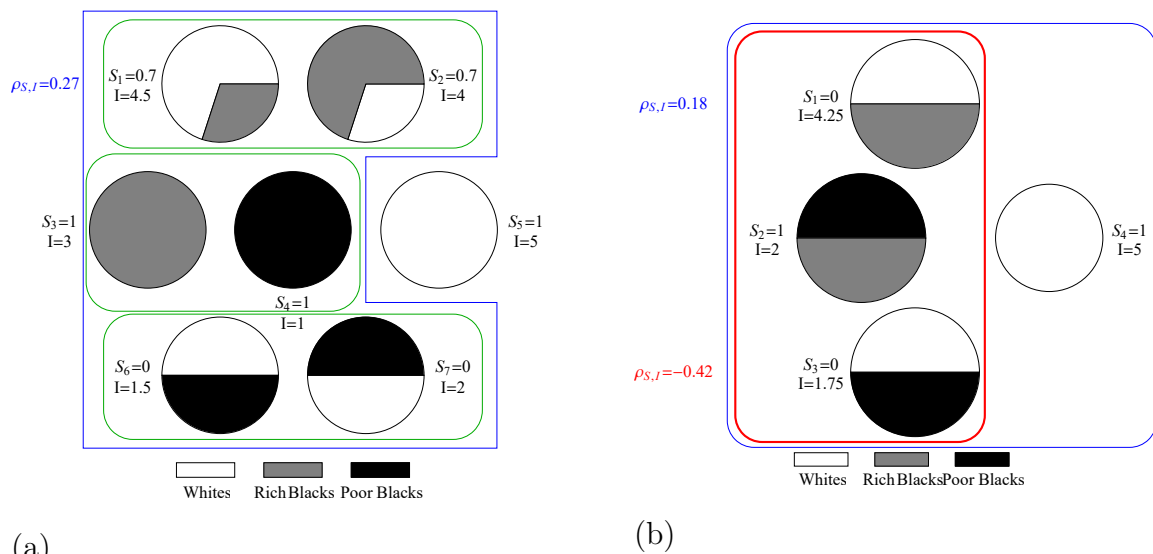 S₁=0.7
I=4.5
S₂=0.7
I=4
ρS,I=0.27
S₃=1
I=3
S₄=1
I=1
S₅=1
I=5
S₆=0
I=1.5
S₇=0
I=2
Whites
Rich Blacks
Poor Blacks
(a)
S₁=0
I=4.25
ρS,I=0.18
S₂=1
I=2
S₄=1
I=5
S₃=0
I=1.75
ρS,I=−0.42
Whites
Rich Blacks
Poor Blacks
(b)